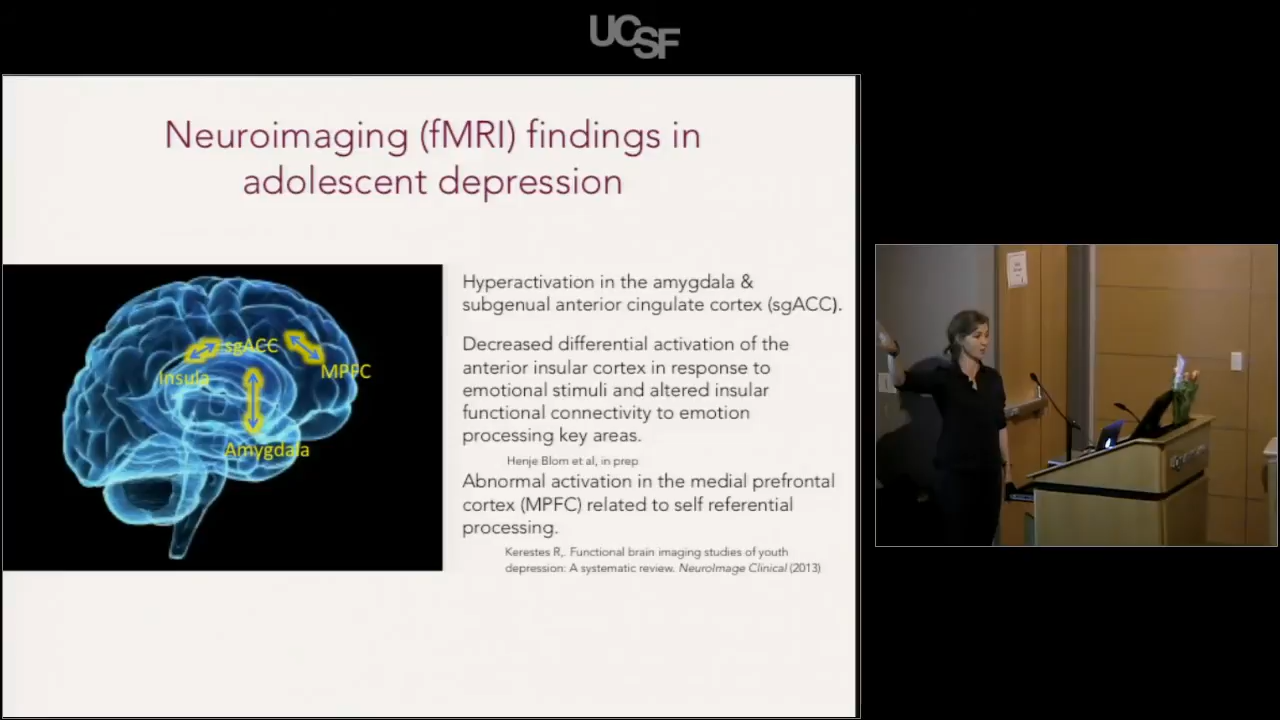 UCSF
Neuroimaging (fMRI) findings in
adolescent depression
sgACC
Insula
MPFC
Amygdala
Hyperactivation in the amygdala &
subgenual anterior cingulate cortex (sgACC).
Decreased differential activation of the
anterior insular cortex in response to
emotional stimuli and altered insular
functional connectivity to emotion
processing key areas.
Henje Blom et al, in prep
Abnormal activation in the medial prefrontal
cortex (MPFC) related to self referential
processing.
Kerestes R,. Functional brain imaging studies of youth
depression: A systematic review. NeuroImage Clinical (2013)